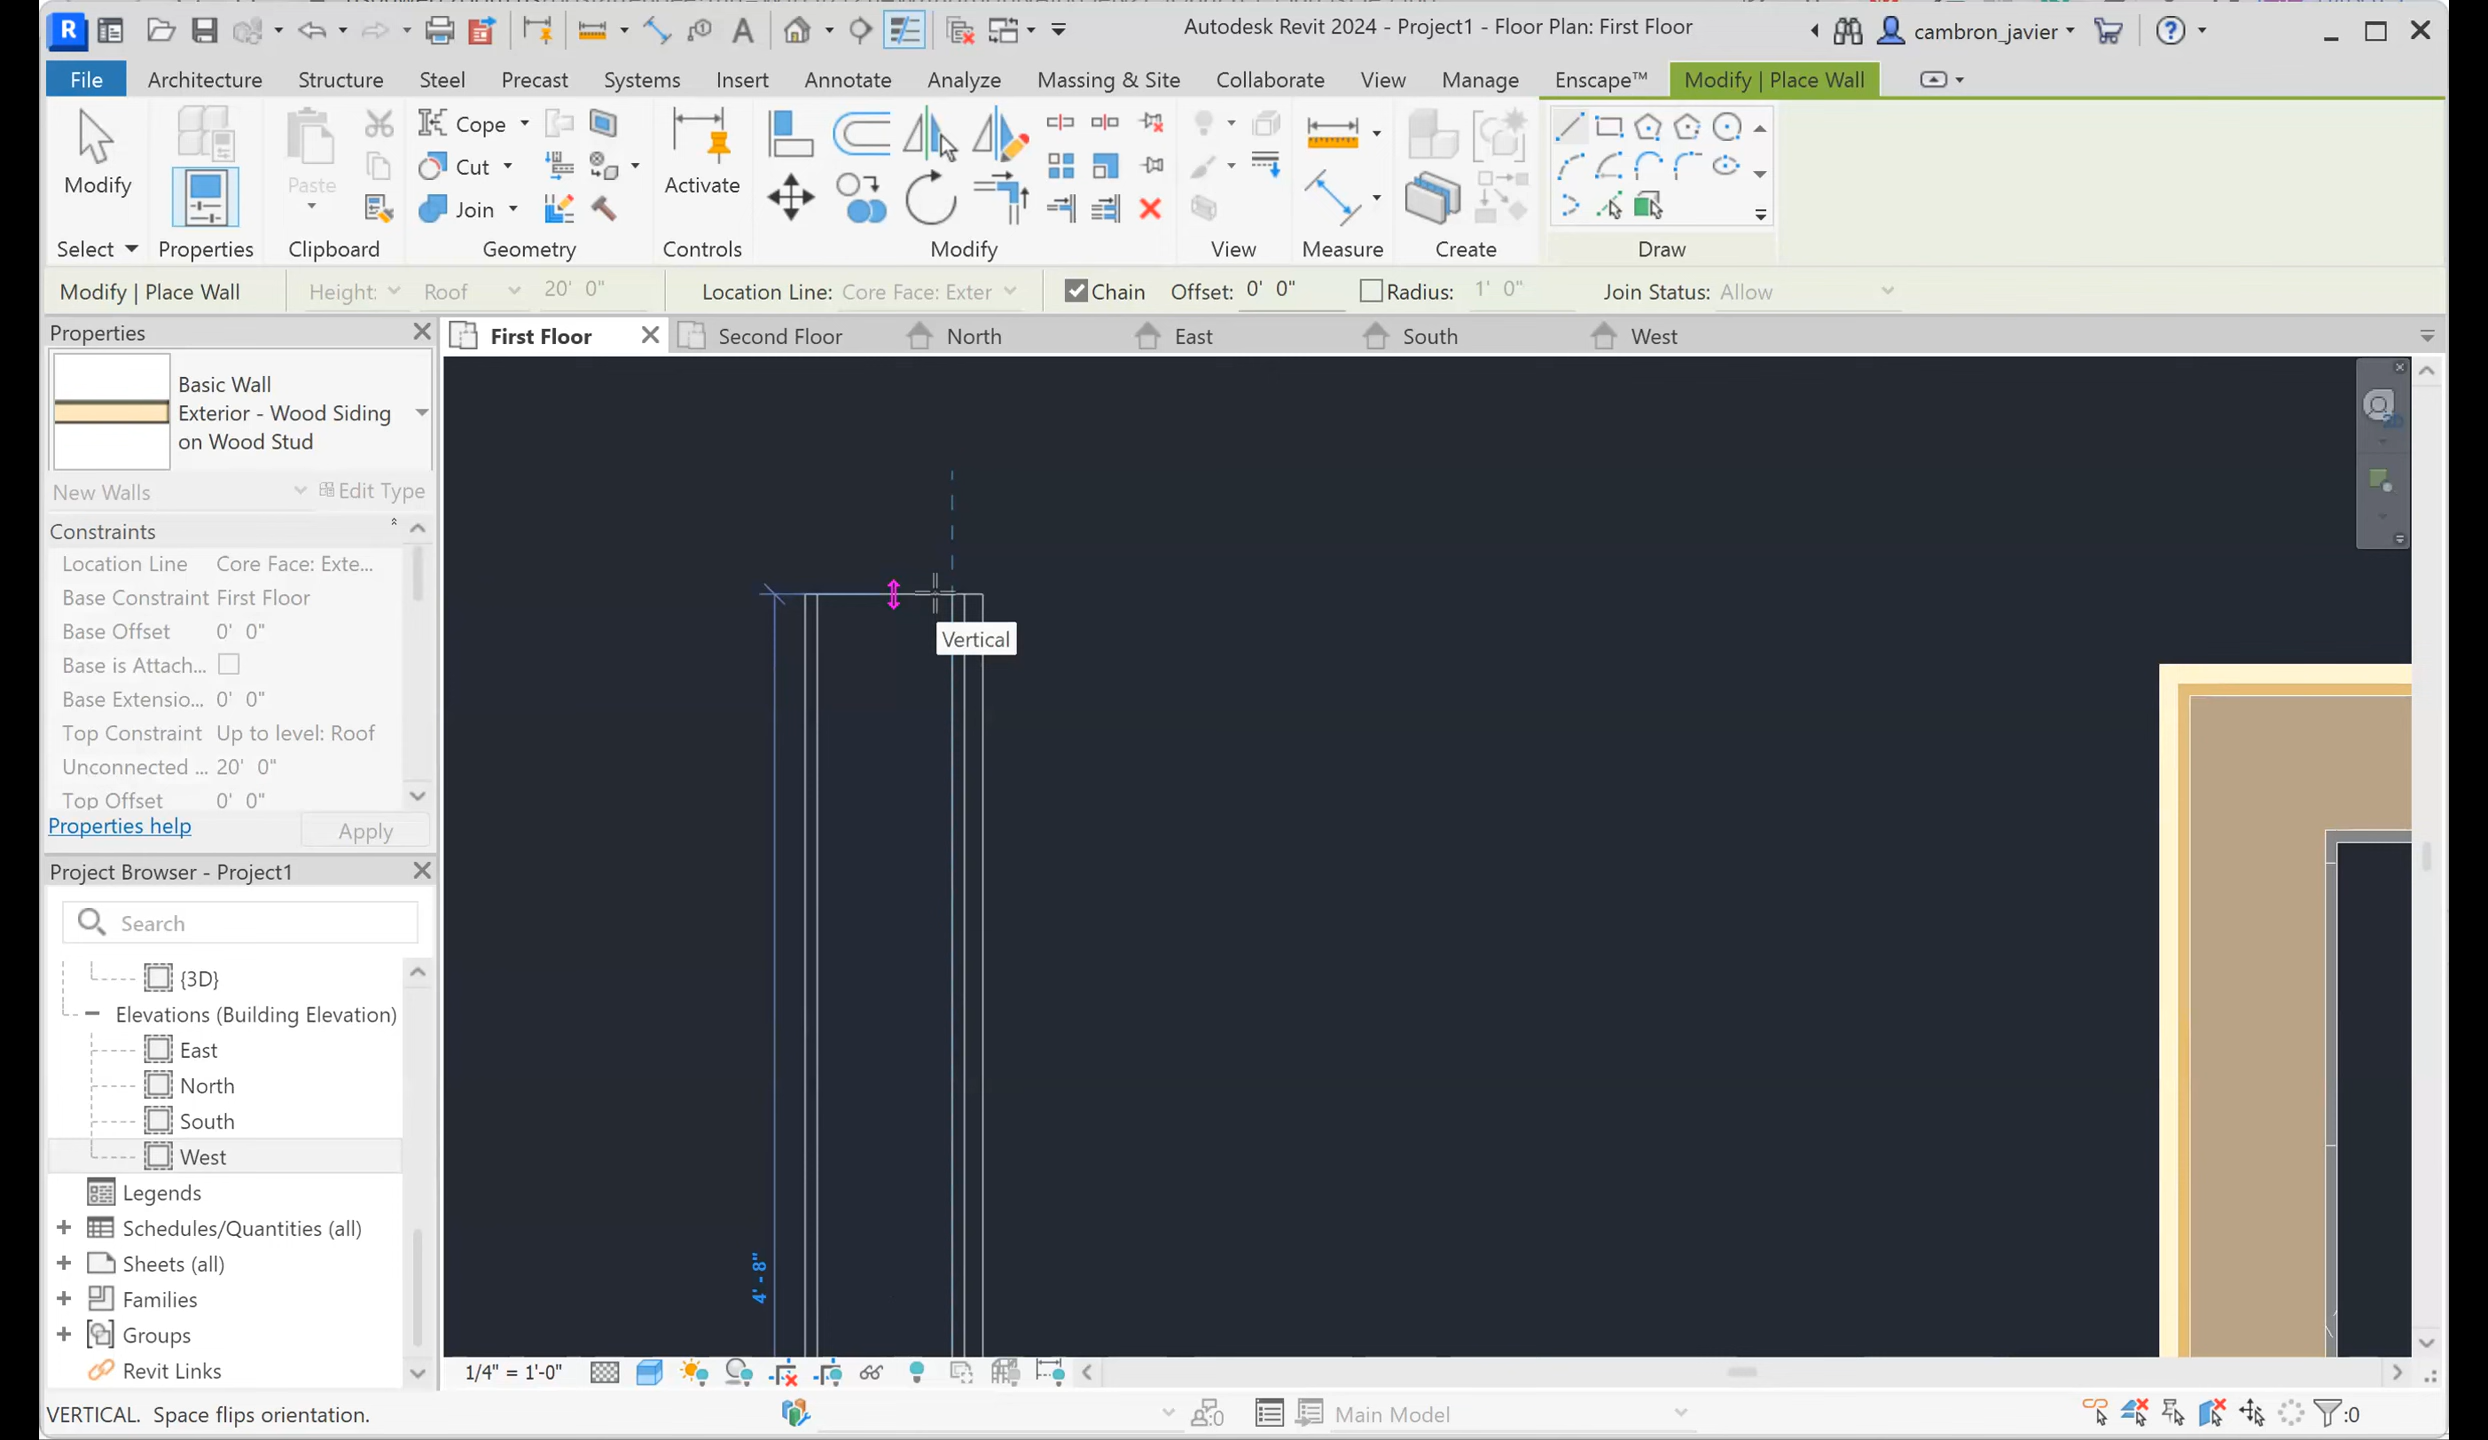 R
A
Autodesk Revit 2024 - Project1 - Floor Plan: First Floor
cambron_javier
File Architecture Structure Steel Precast Systems Insert Annotate Analyze Massing & Site Collaborate View Manage Enscape™ Modify | Place Wall
Modify
Paste
Cope
Cut
Join
Activate
Select Properties Clipboard Geometry Controls Modify View Measure Create Draw
Modify | Place Wall Height: Roof 20' 0" Location Line: Core Face: Exter Chain Offset: 0' 0" Radius: 1' 0" Join Status: Allow
Properties
First Floor Second Floor North East South West
Basic Wall
Exterior - Wood Siding
on Wood Stud
New Walls Edit Type
Constraints
Location Line Core Face: Exte...
Base Constraint First Floor
Base Offset 0' 0"
Base is Attach...
Base Extensio... 0' 0"
Top Constraint Up to level: Roof
Unconnected ... 20' 0"
Top Offset 0' 0"
Properties help Apply
Vertical
4' - 8"
Project Browser - Project1
Search
{3D}
Elevations (Building Elevation)
East
North
South
West
Legends
Schedules/Quantities (all)
Sheets (all)
Families
Groups
Revit Links
1/4" = 1'-0"
VERTICAL. Space flips orientation.
:0
Main Model
:0